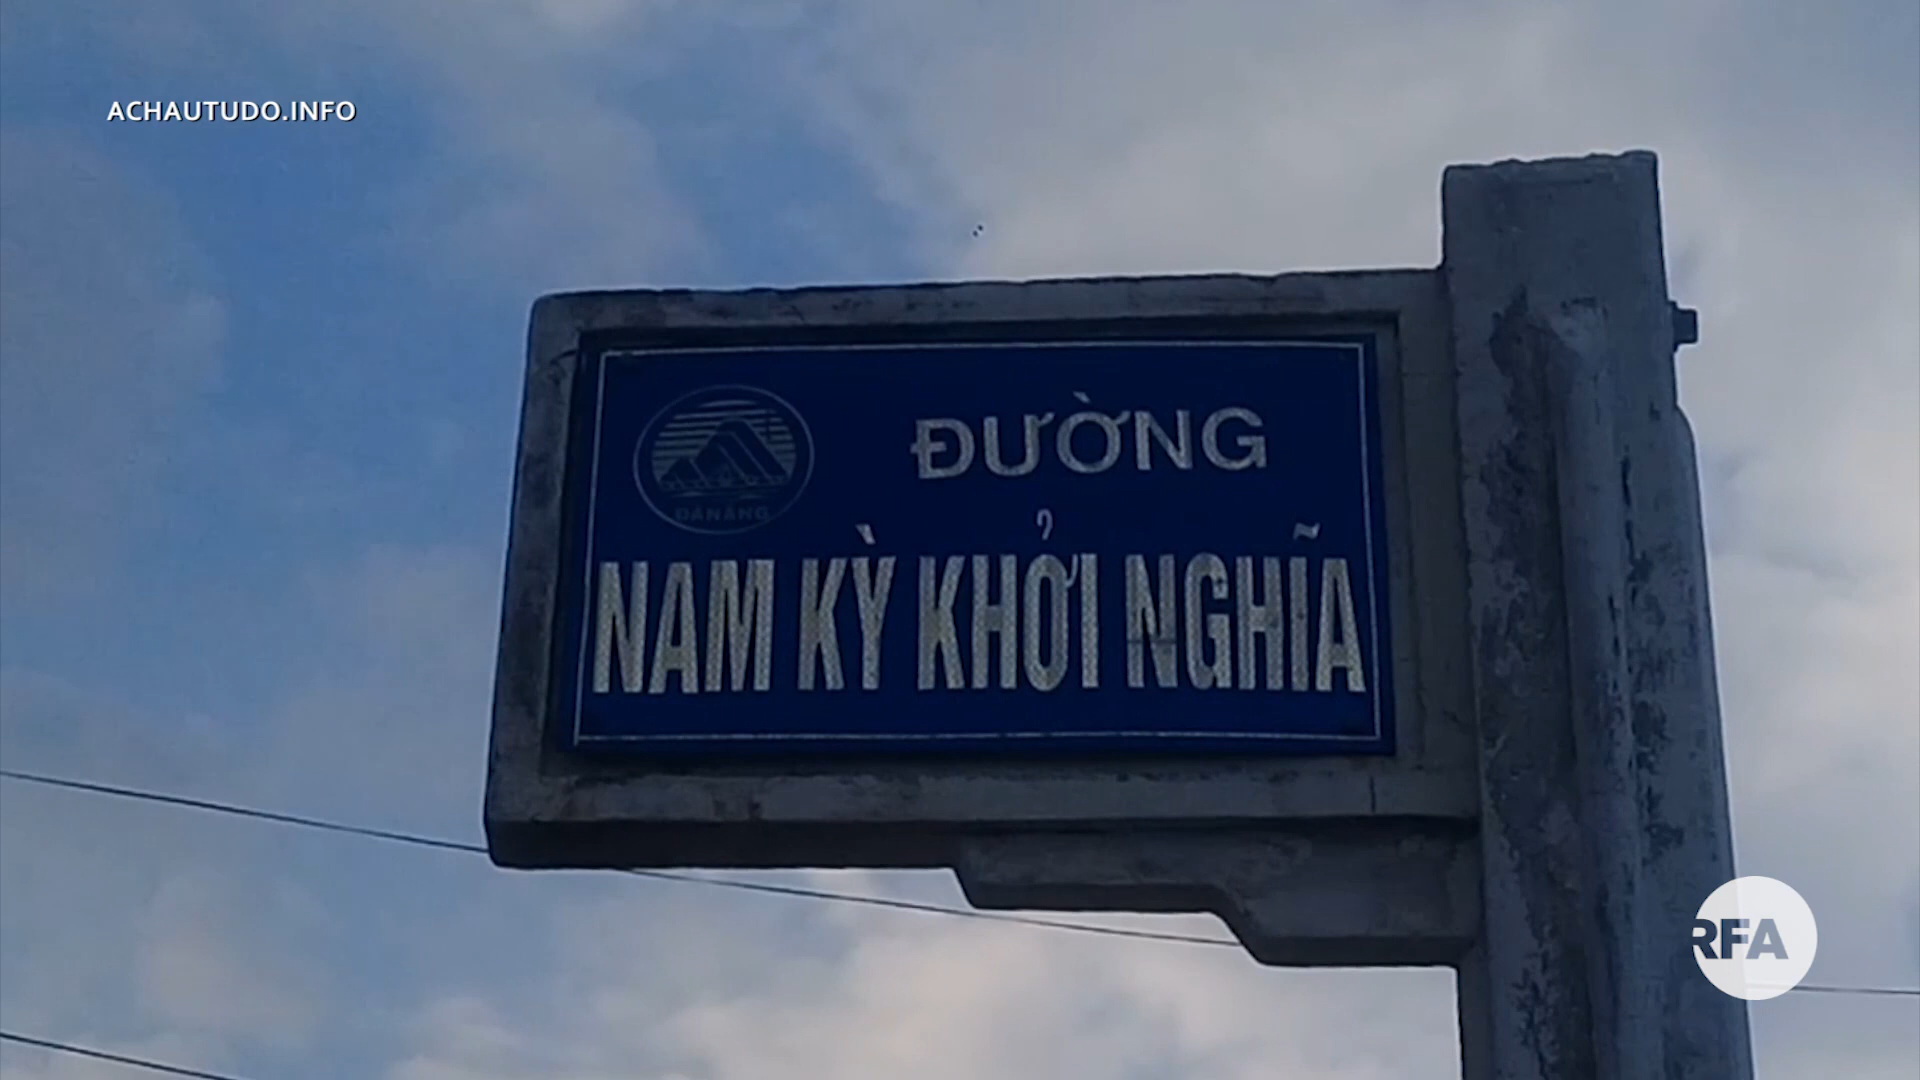 ACHAUTUDO.INFO
ĐƯỜNG
ĐÀ NẴNG
NAM KỲ KHỞI NGHĨA
RFA